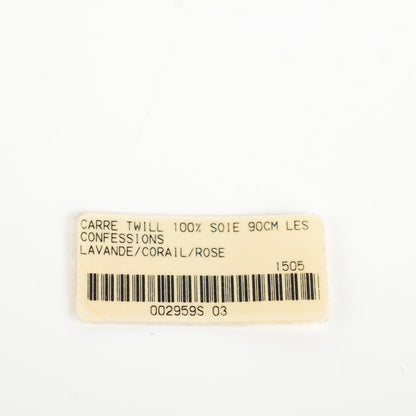 CARRE TWILL 100% SOIE 90CM LES
CONFESSIONS
LAVANDE/CORAIL/ROSE
1505
002959S 03